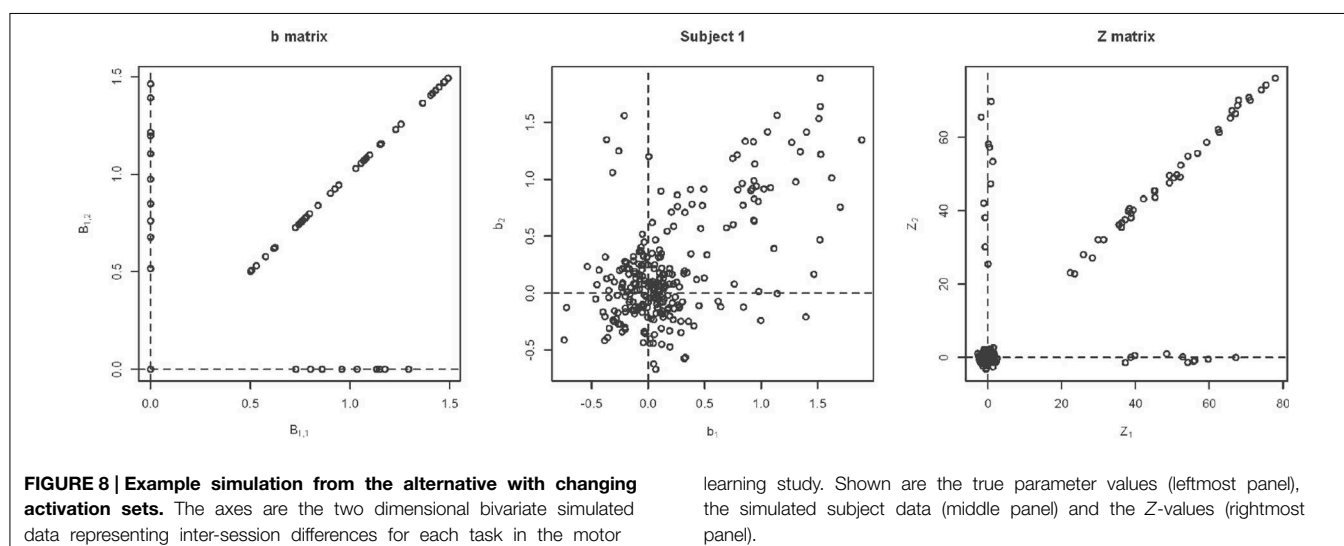 b matrix
1.5
1.0
0.5
0.0
B1,2
0.0 0.5 1.0 1.5
B1,1
Subject 1
1.5
1.0
0.5
0.0
-0.5
b2
-0.5 0.0 0.5 1.0 1.5
b1
Z matrix
60
40
20
0
Z2
0 20 40 60 80
Z1
FIGURE 8 | Example simulation from the alternative with changing
activation sets. The axes are the two dimensional bivariate simulated
data representing inter-session differences for each task in the motor
learning study. Shown are the true parameter values (leftmost panel),
the simulated subject data (middle panel) and the Z-values (rightmost
panel).